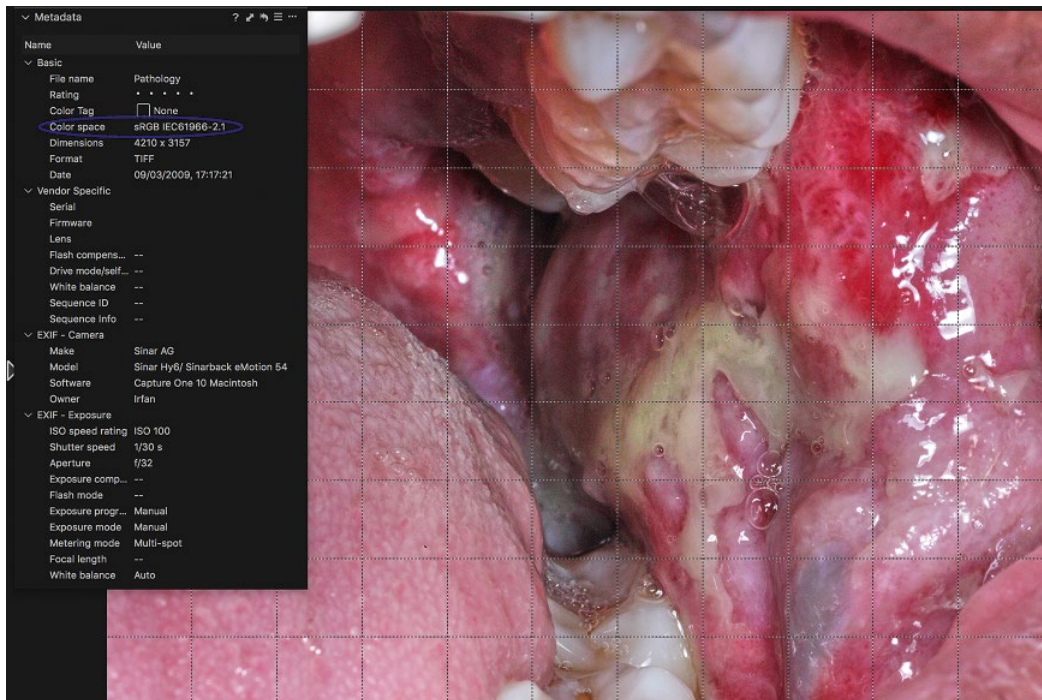 Metadata
Name Value
Basic
File name Pathology
Rating • • • • •
Color Tag None
Color space sRGB IEC61966-2.1
Dimensions 4210 x 3157
Format TIFF
Date 09/03/2009, 17:17:21
Vendor Specific
Serial
Firmware
Lens
Flash compens... --
Drive mode/self... --
White balance --
Sequence ID --
Sequence Info --
EXIF - Camera
Make Sinar AG
Model Sinar Hy6/ Sinarback eMotion 54
Software Capture One 10 Macintosh
Owner Irfan
EXIF - Exposure
ISO speed rating ISO 100
Shutter speed 1/30 s
Aperture f/32
Exposure comp... --
Flash mode --
Exposure progr... Manual
Exposure mode Manual
Metering mode Multi-spot
Focal length --
White balance Auto